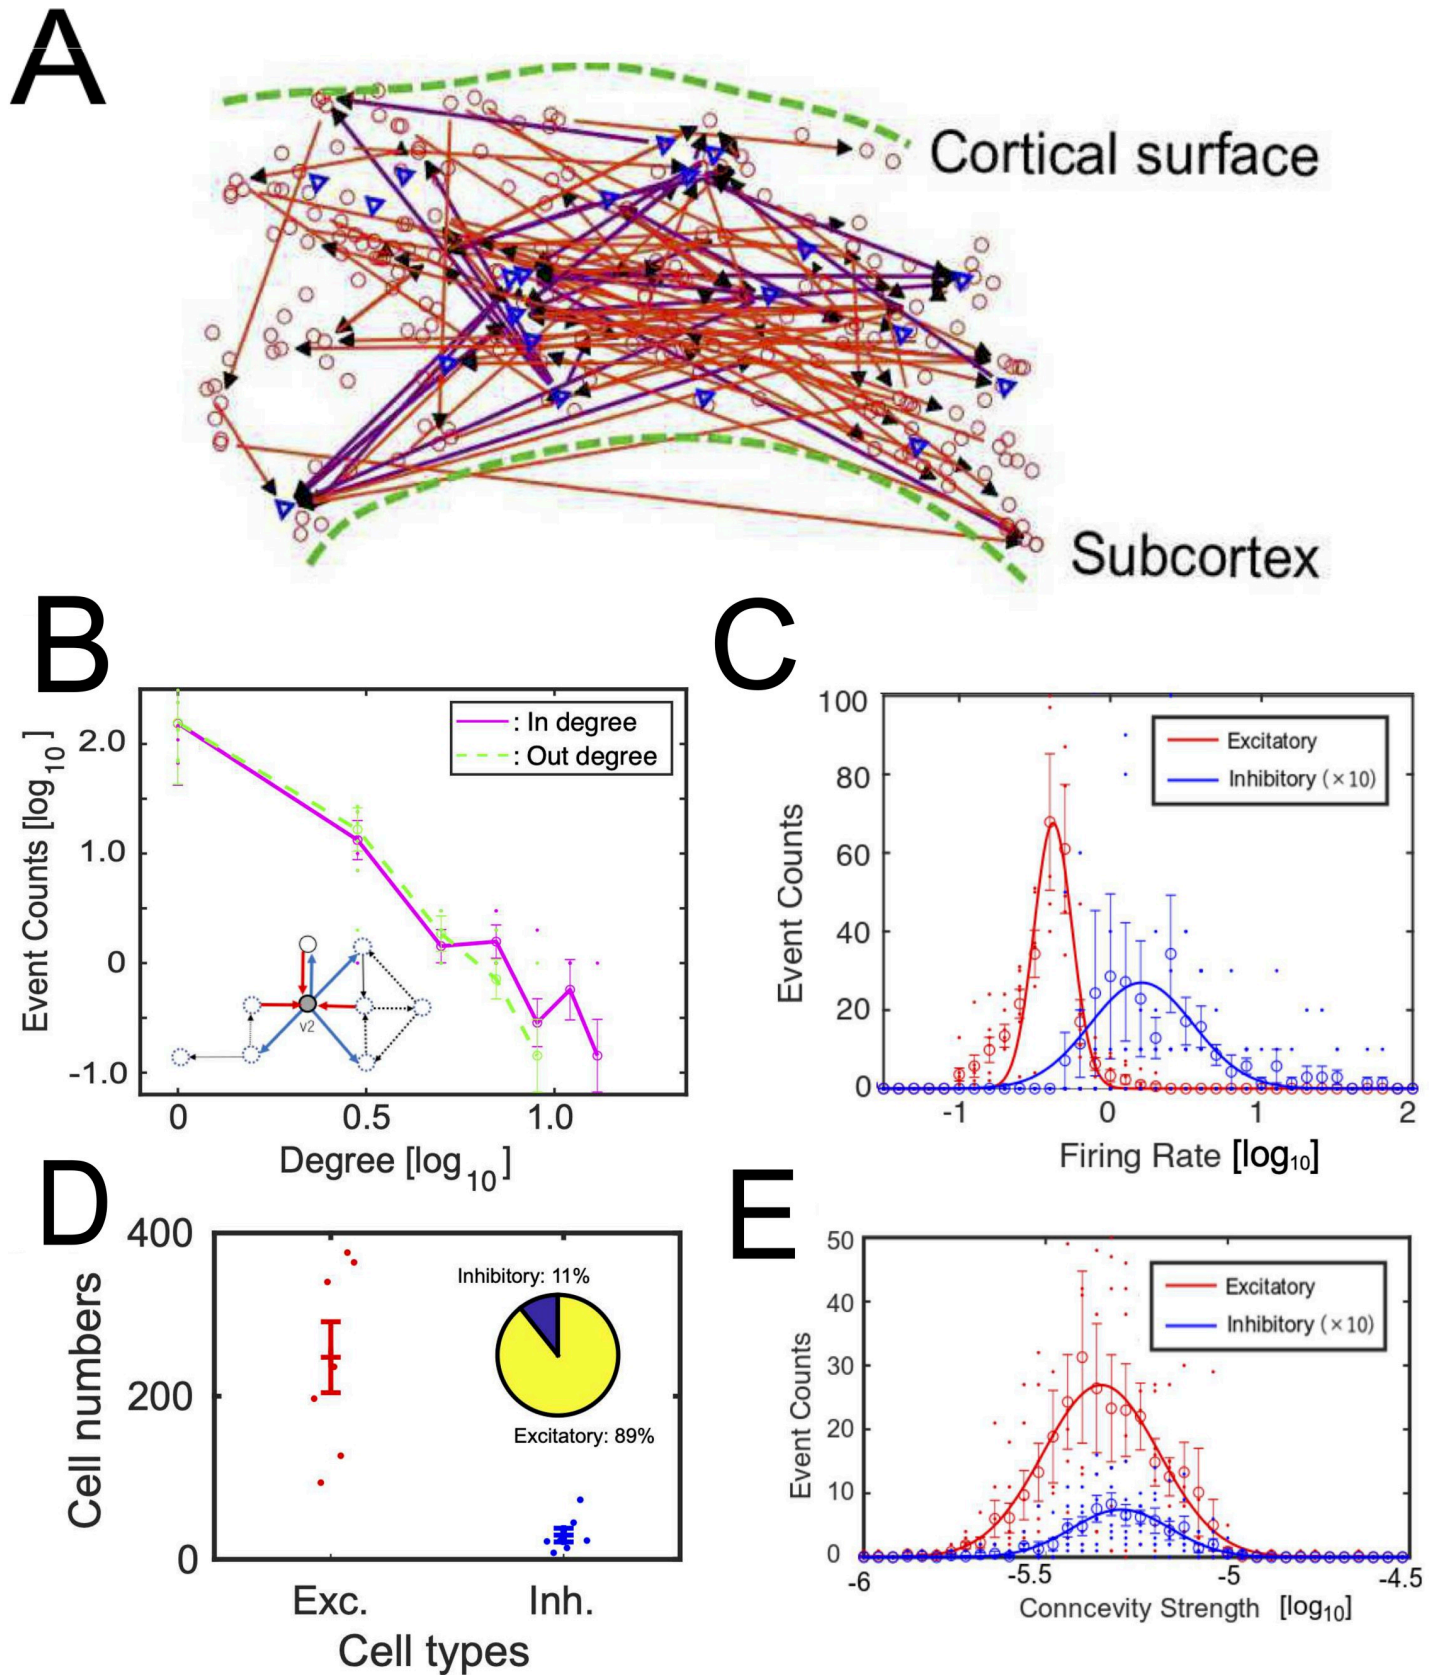 A
Cortical surface
Subcortex
B
Event Counts [log10]
2.0
1.0
0
-1.0
: In degree
: Out degree
v2
0 0.5 1.0
Degree [log10]
C
Event Counts
100
80
60
40
20
0
Excitatory
Inhibitory (×10)
-1 0 1 2
Firing Rate [log10]
D
Cell numbers
400
200
0
Inhibitory: 11%
Excitatory: 89%
Exc. Inh.
Cell types
E
Event Counts
50
40
30
20
10
0
Excitatory
Inhibitory (×10)
-6 -5.5 -5 -4.5
Conncevity Strength [log10]